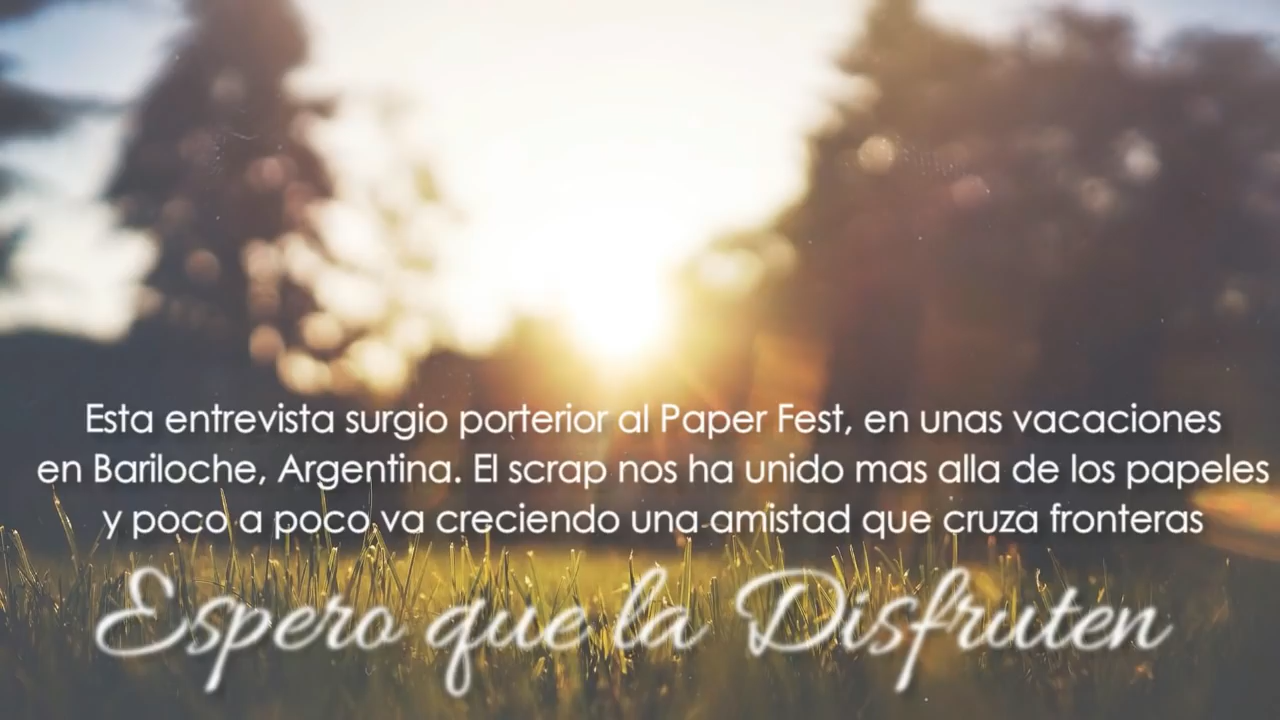 Esta entrevista surgio porterior al Paper Fest, en unas vacaciones
en Bariloche, Argentina. El scrap nos ha unido mas alla de los papeles
y poco a poco va creciendo una amistad que cruza fronteras
Espero que la Disfruten